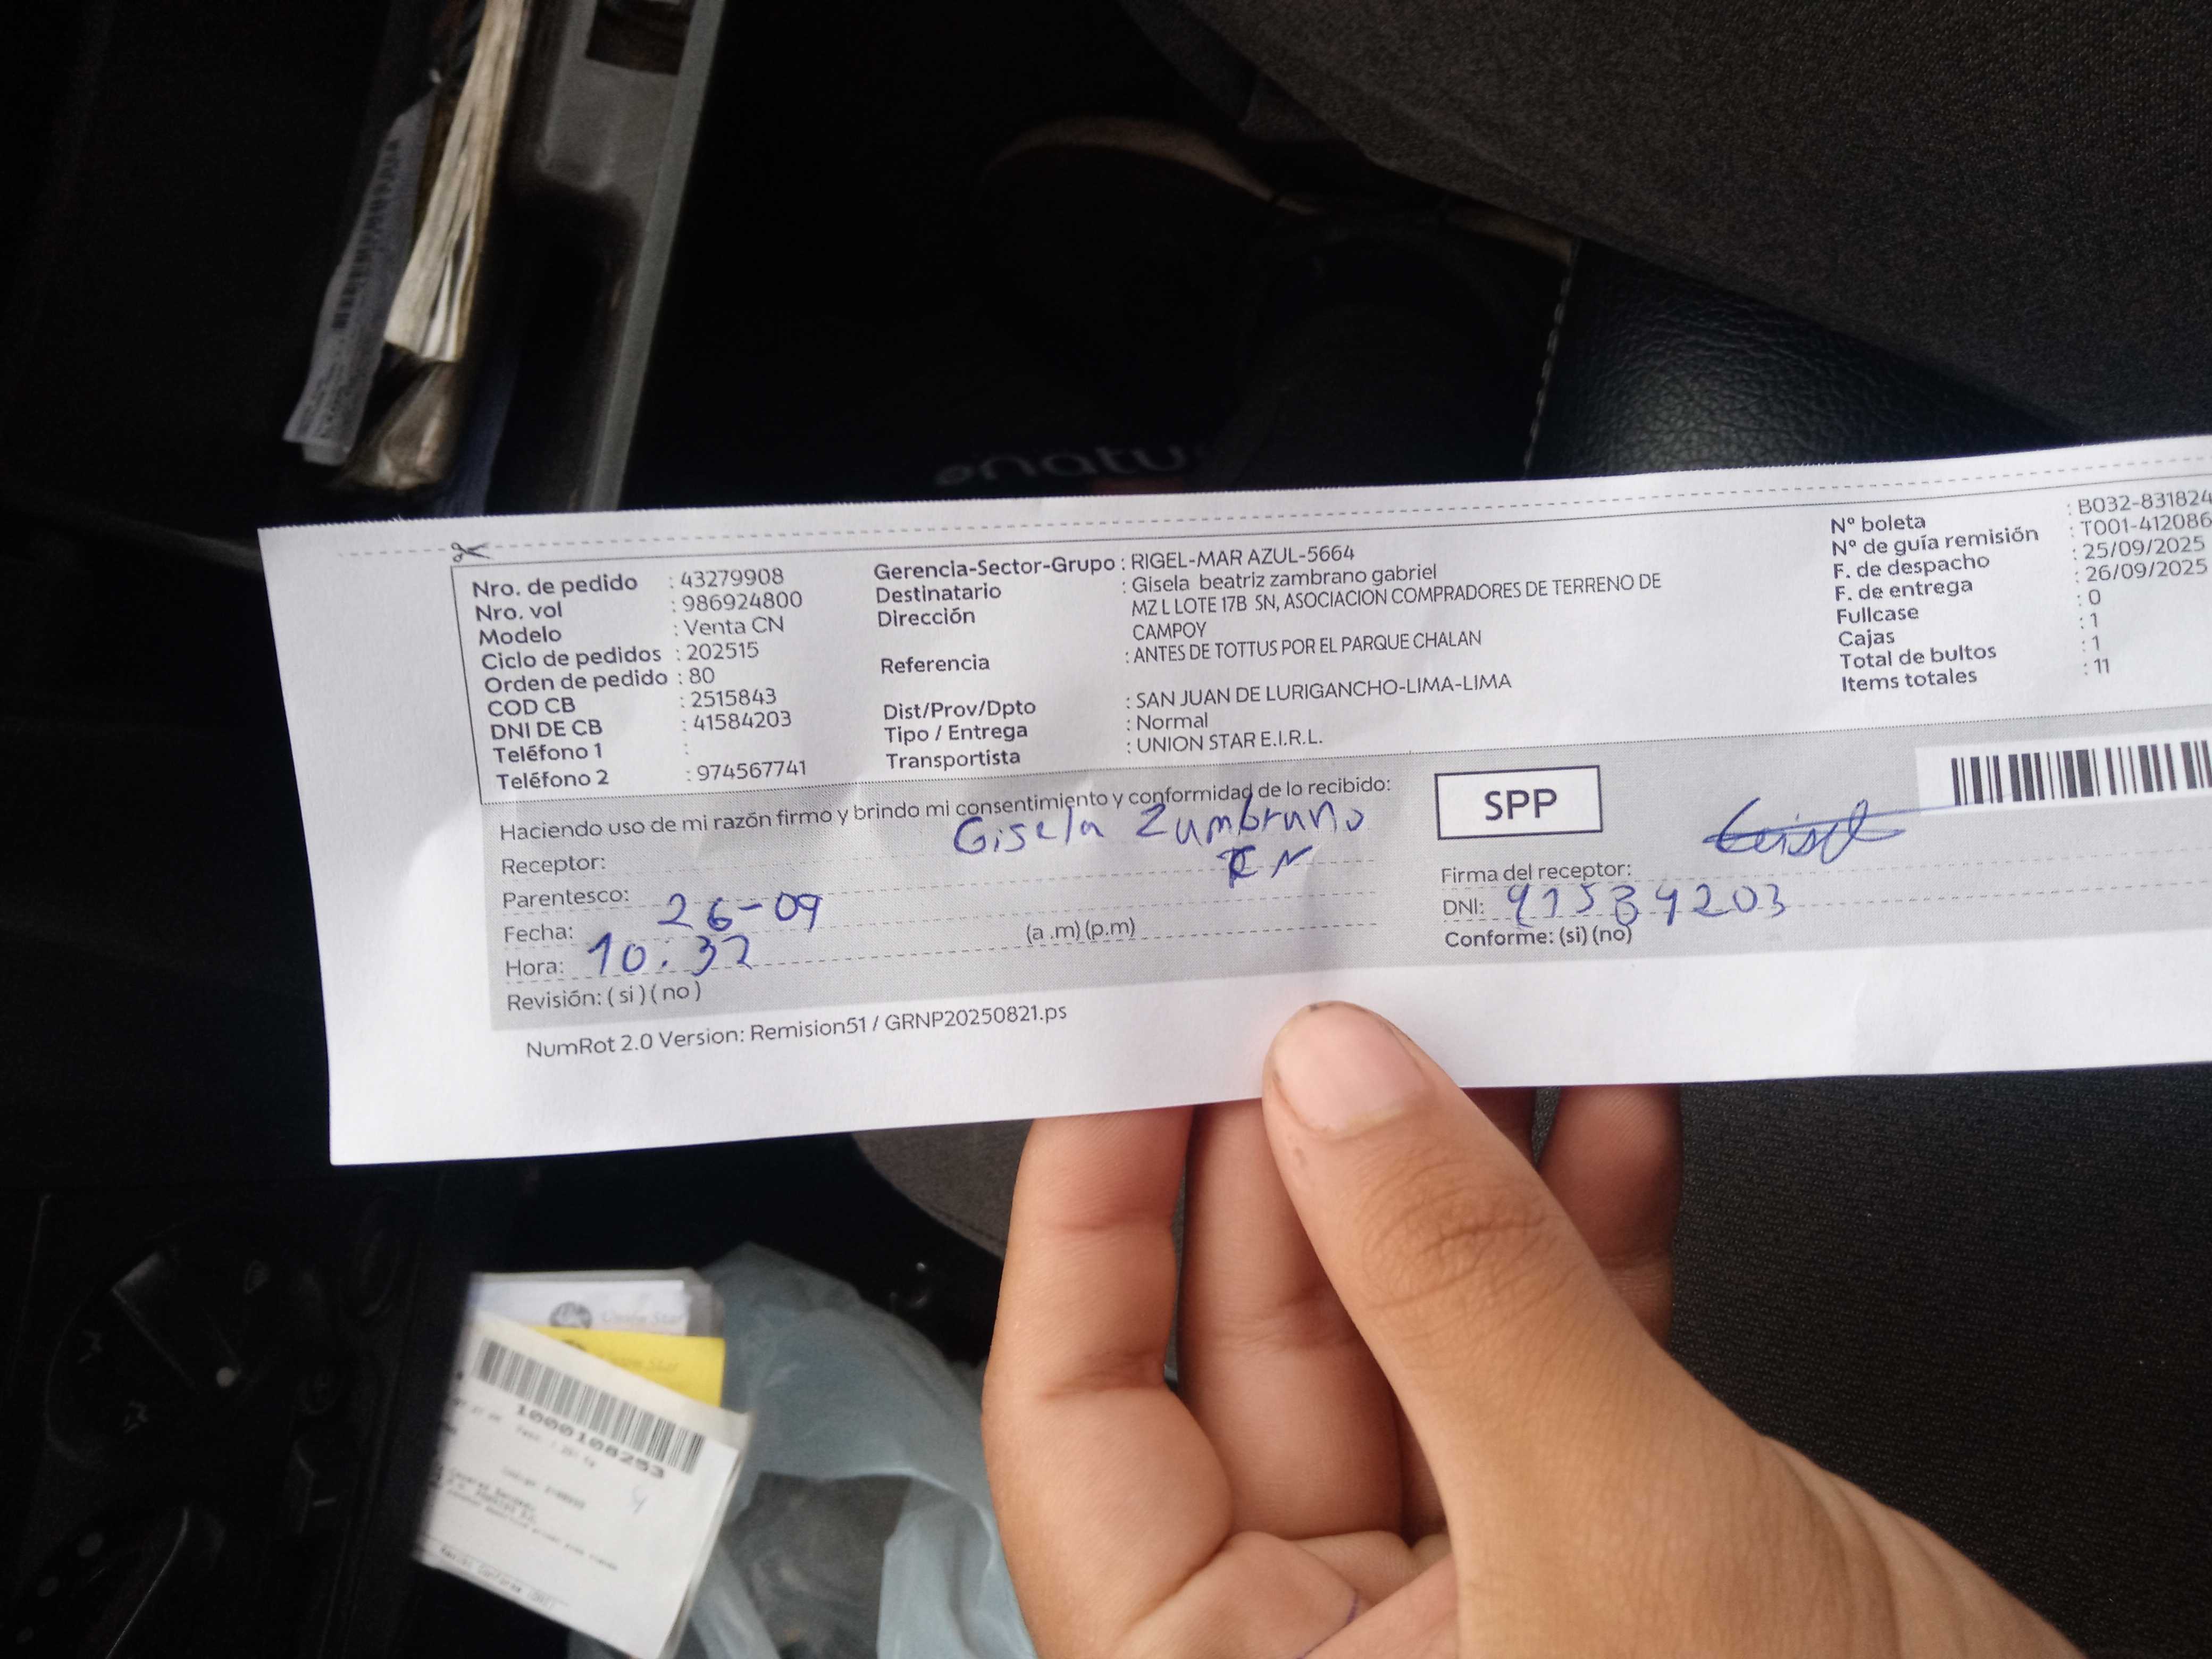 natu
Nro. de pedido : 43279908
Nro. vol : 986924800
Modelo : Venta CN
Ciclo de pedidos : 202515
Orden de pedido : 80
COD CB : 2515843
DNI DE CB : 41584203
Teléfono 1 :
Teléfono 2 : 974567741
Gerencia-Sector-Grupo : RIGEL-MAR AZUL-5664
Destinatario : Gisela beatriz zambrano gabriel
Dirección MZ L LOTE 17B SN, ASOCIACION COMPRADORES DE TERRENO DE
CAMPOY
Referencia : ANTES DE TOTTUS POR EL PARQUE CHALAN
Dist/Prov/Dpto : SAN JUAN DE LURIGANCHO-LIMA-LIMA
Tipo / Entrega : Normal
Transportista : UNION STAR E.I.R.L.
N° boleta : B032-831824
N° de guía remisión : T001-412086
F. de despacho : 25/09/2025
F. de entrega : 26/09/2025
Fullcase : 0
Cajas : 1
Total de bultos : 1
Items totales : 11
Haciendo uso de mi razón firmo y brindo mi consentimiento y conformidad de lo recibido:
Receptor: Gisela Zumbruno
Parentesco:
Fecha: 26-09
Hora: 10:32 (a .m) (p.m)
Revisión: ( si ) ( no )
SPP
Firma del receptor:
DNI: 41584203
Conforme: (si) (no)
NumRot 2.0 Version: Remision51 / GRNP20250821.ps
Union Star
Union Star
1000108253